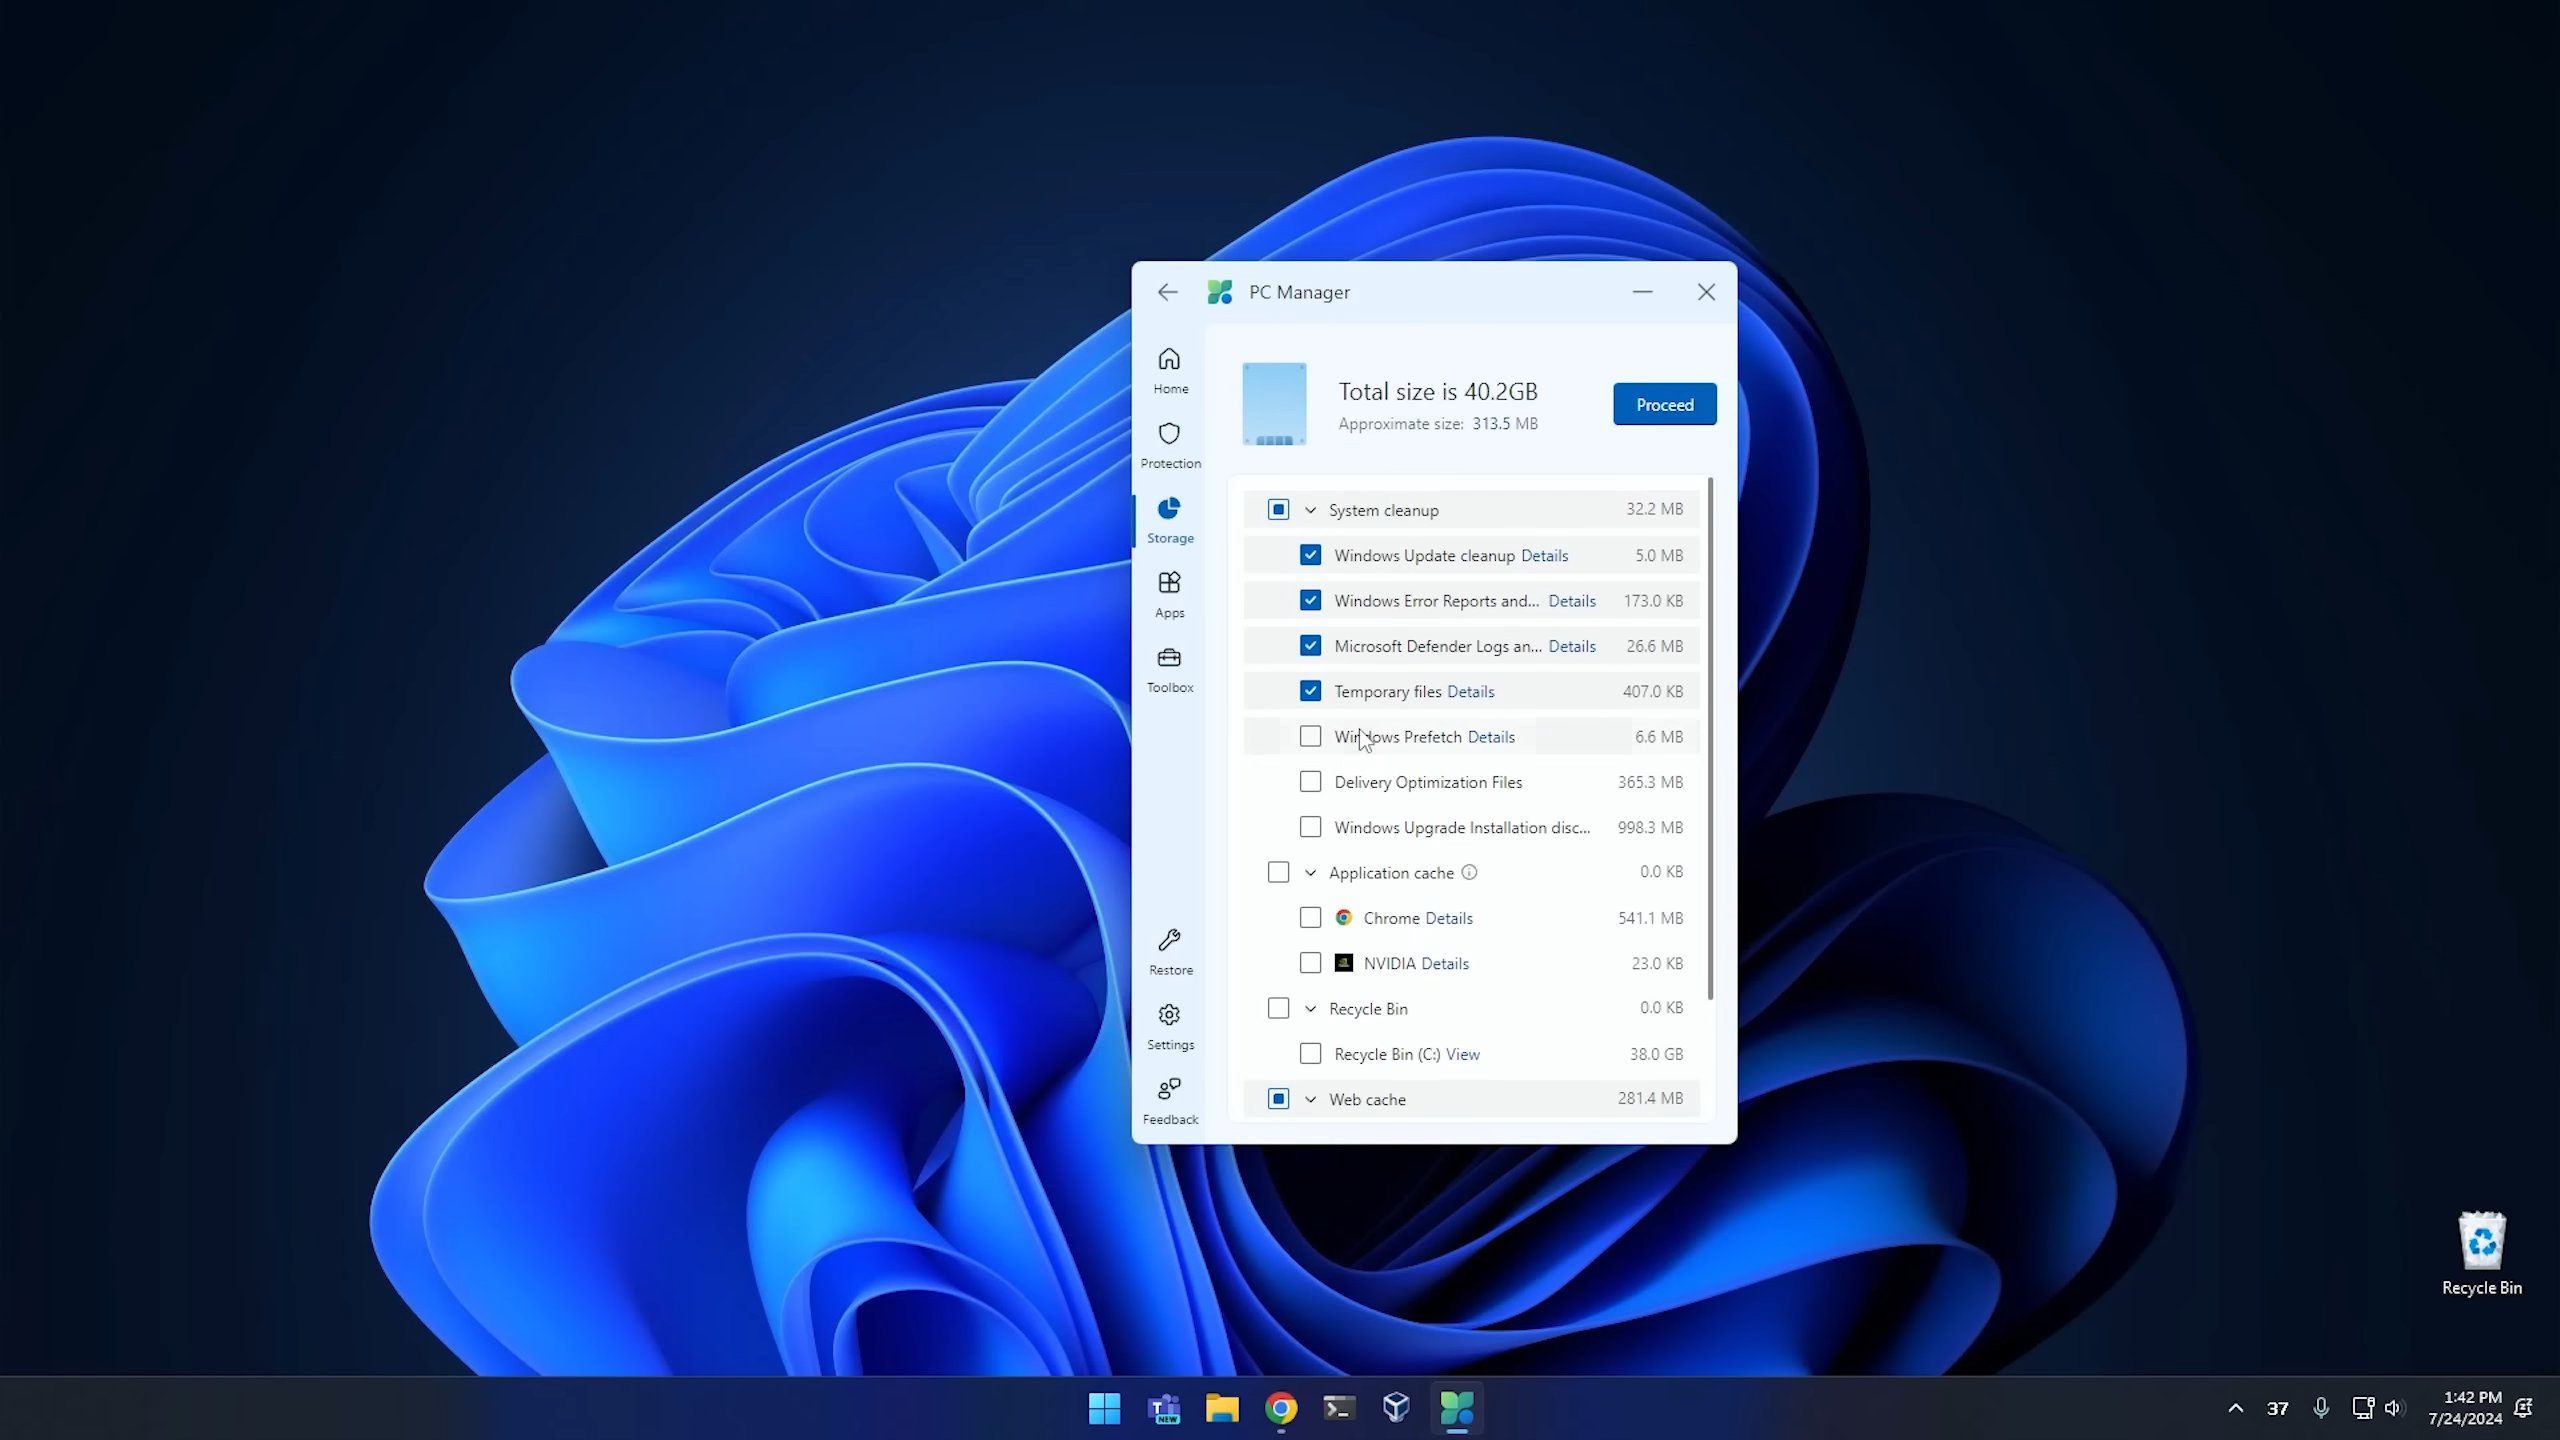 PC Manager
Home
Protection
Storage
Apps
Toolbox
Restore
Settings
Feedback
Total size is 40.2GB
Approximate size: 313.5 MB
Proceed
System cleanup 32.2 MB
Windows Update cleanup Details 5.0 MB
Windows Error Reports and... Details 173.0 KB
Microsoft Defender Logs an... Details 26.6 MB
Temporary files Details 407.0 KB
Windows Prefetch Details 6.6 MB
Delivery Optimization Files 365.3 MB
Windows Upgrade Installation disc... 998.3 MB
Application cache 0.0 KB
Chrome Details 541.1 MB
NVIDIA Details 23.0 KB
Recycle Bin 0.0 KB
Recycle Bin (C:) View 38.0 GB
Web cache 281.4 MB
Recycle Bin
T NEW
37
1:42 PM
7/24/2024